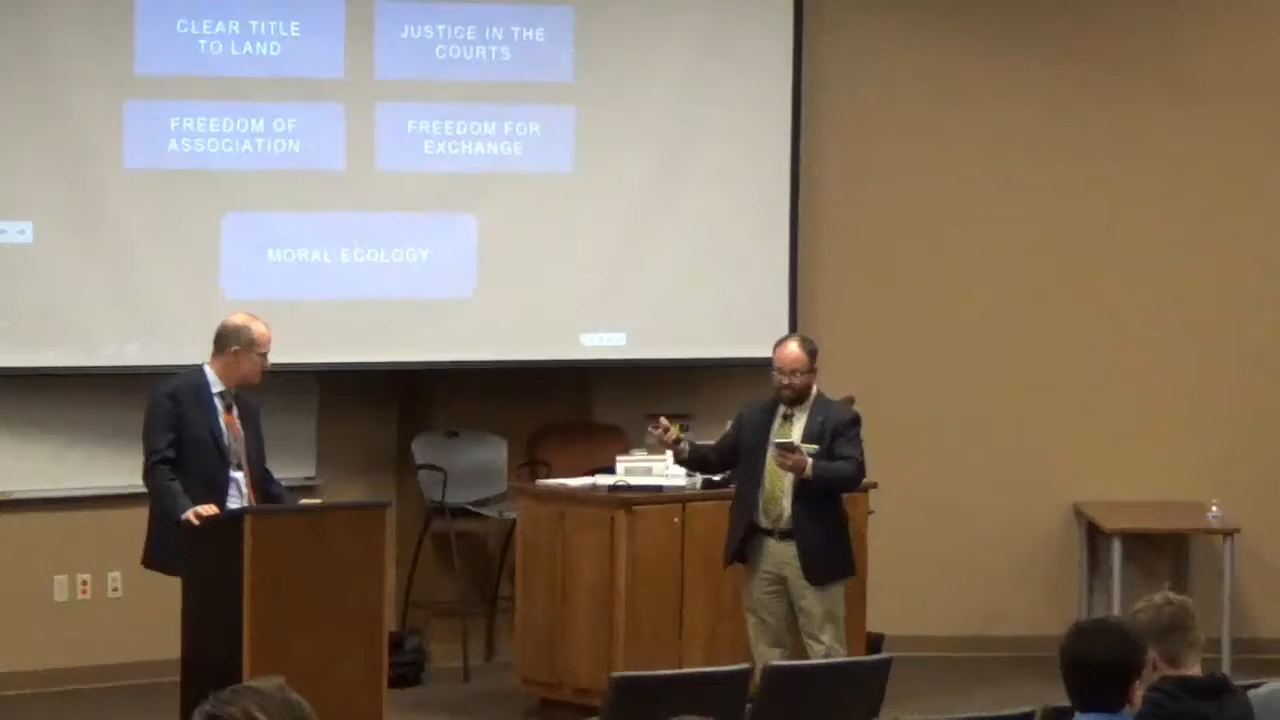 CLEAR TITLE
TO LAND
JUSTICE IN THE
COURTS
FREEDOM OF
ASSOCIATION
FREEDOM FOR
EXCHANGE
MORAL ECOLOGY